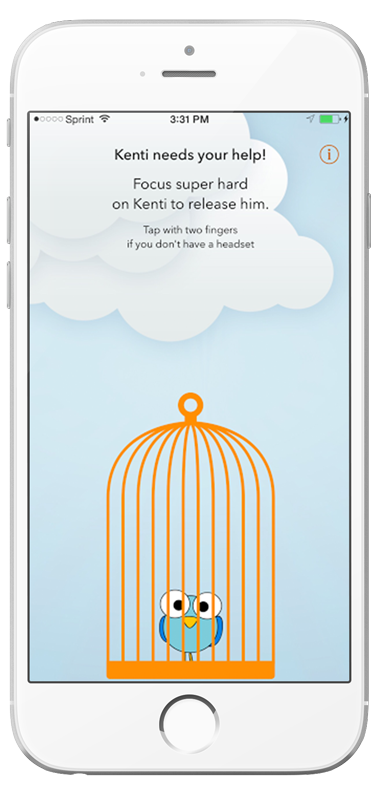 Sprint 3:31 PM
Kenti needs your help!
i
Focus super hard
on Kenti to release him.
Tap with two fingers
if you don't have a headset